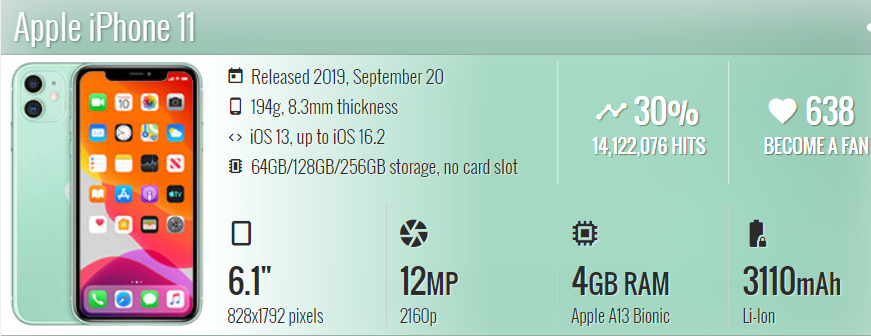 Apple iPhone 11
Released 2019, September 20
194g, 8.3mm thickness
iOS 13, up to iOS 16.2
64GB/128GB/256GB storage, no card slot
30%
14,122,076 HITS
638
BECOME A FAN
6.1"
828x1792 pixels
12MP
2160p
4GB RAM
Apple A13 Bionic
3110mAh
Li-Ion